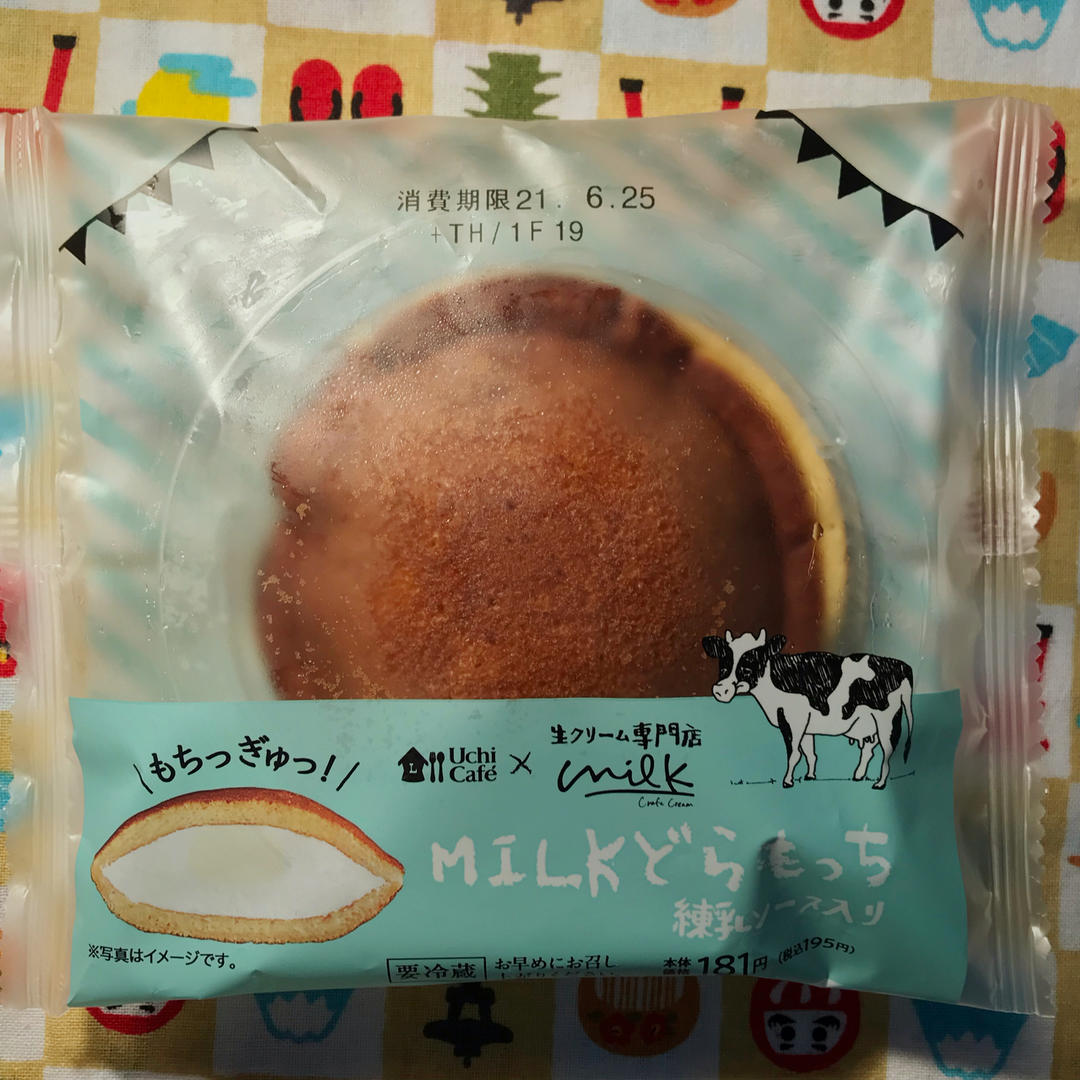 消費期限21. 6.25
+TH/1F 19
もちっぎゅっ!
Uchi Café × 生クリーム専門店 milk
Craft Cream
MILKどらもっち
練乳ソース入り
※写真はイメージです。
要冷蔵 お早めにお召し
本体価格 181円 (税込195円)